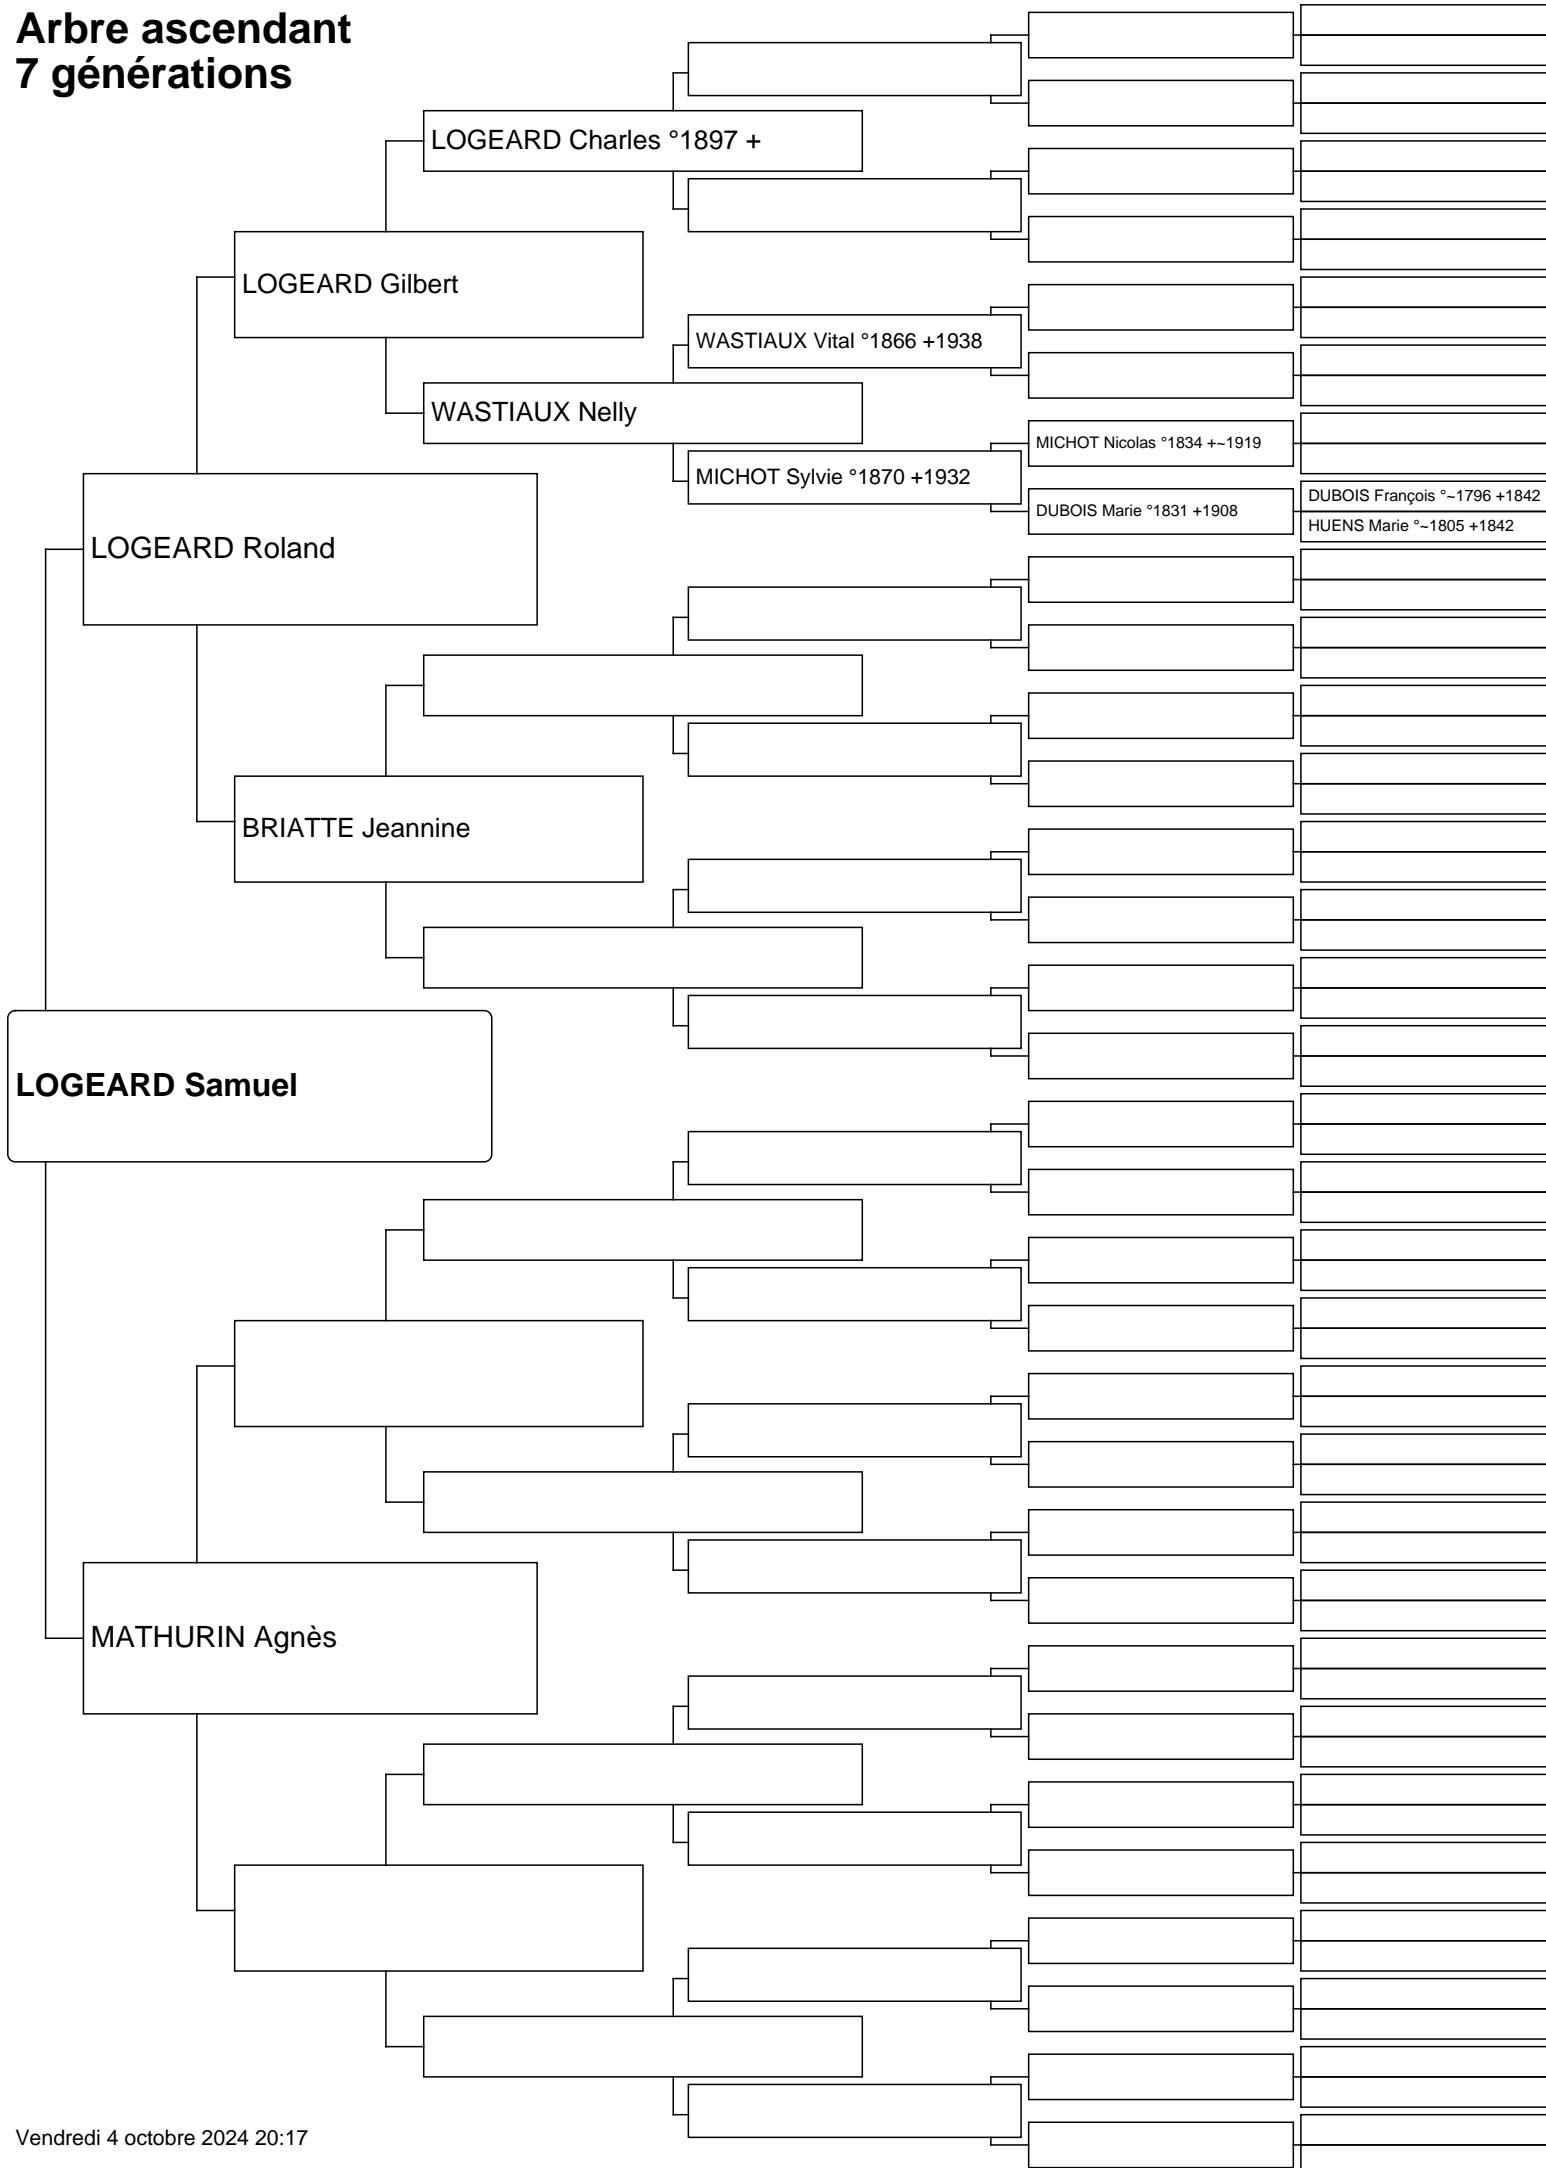 Arbre ascendant
7 générations
LOGEARD Charles °1897 +
LOGEARD Gilbert
WASTIAUX Vital °1866 +1938
WASTIAUX Nelly
MICHOT Nicolas °1834 +~1919
MICHOT Sylvie °1870 +1932
DUBOIS François °~1796 +1842
DUBOIS Marie °1831 +1908
HUENS Marie °~1805 +1842
LOGEARD Roland
BRIATTE Jeannine
LOGEARD Samuel
MATHURIN Agnès
Vendredi 4 octobre 2024 20:17